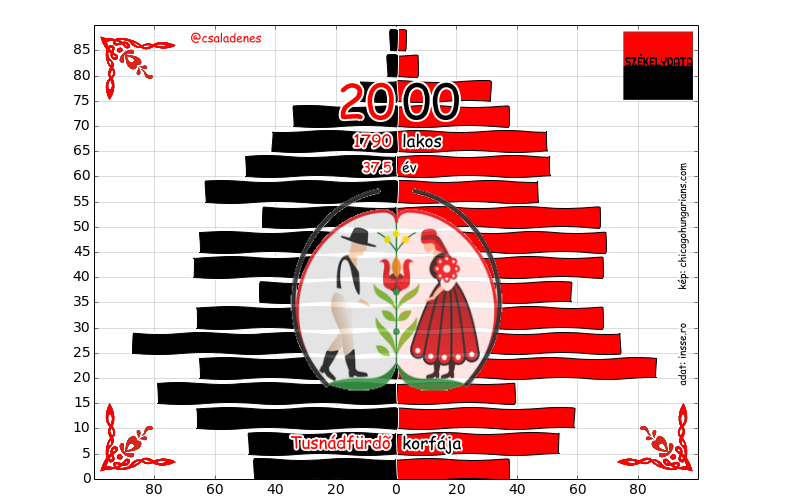 @csaladenes
SZÉKELYDATA
2000
1790 lakos
37.5 év
kép: chicagohungarians.com
adat: insse.ro
Tusnádfürdő korfája
85
80
75
70
65
60
55
50
45
40
35
30
25
20
15
10
5
0
80 60 40 20 0 20 40 60 80